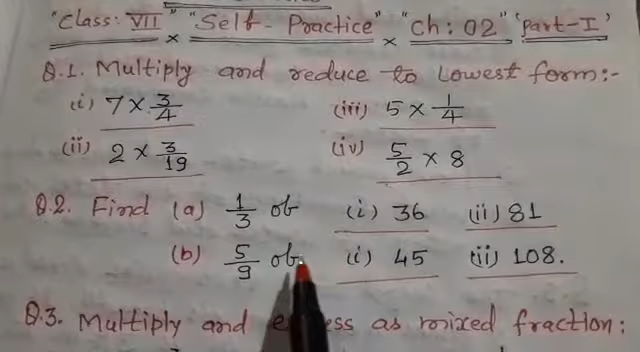 "Class: VII" × "Self-Practice" × "Ch: 02" 'Part-I'
Q.1. Multiply and reduce to Lowest form:-
(i) 7 × 3/4 (iii) 5 × 1/4
(ii) 2 × 3/19 (iv) 5/2 × 8
Q.2. Find (a) 1/3 of (i) 36 (ii) 81
(b) 5/9 of (i) 45 (ii) 108.
Q.3. Multiply and as mixed fraction: